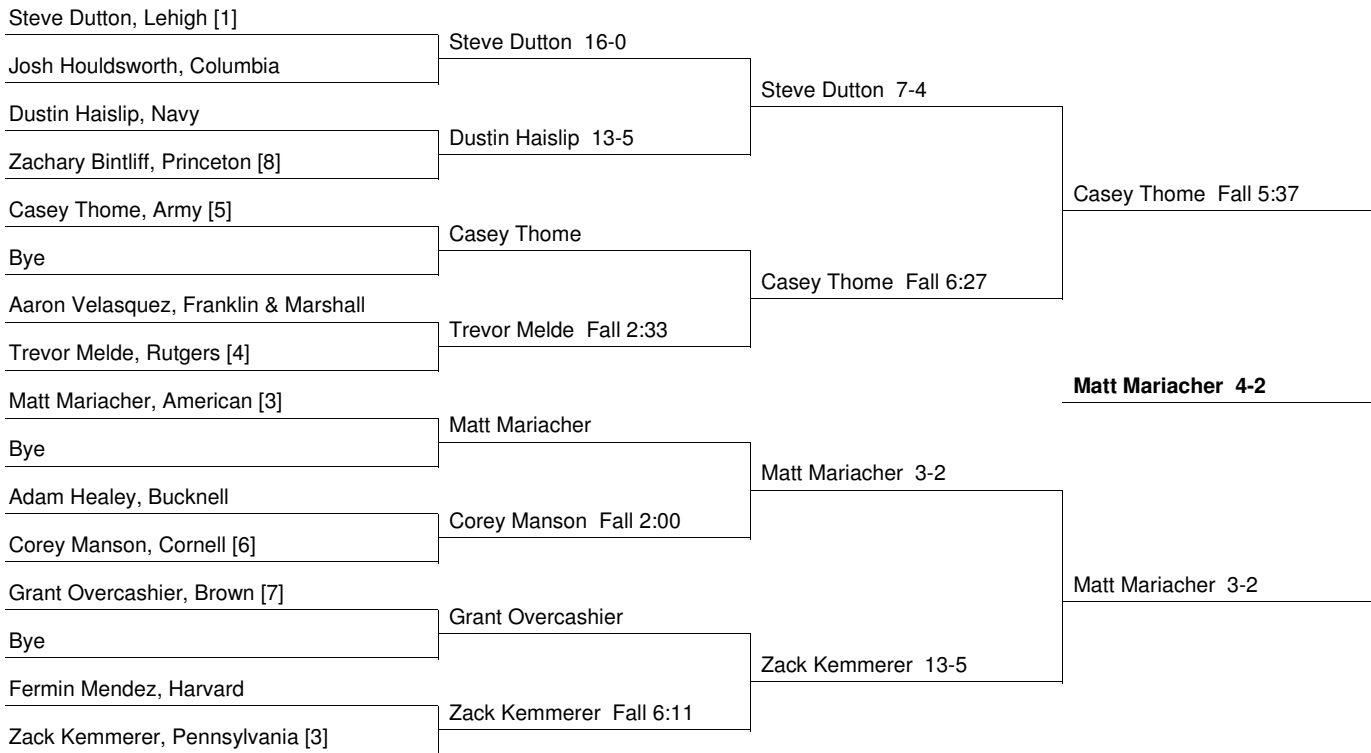 Steve Dutton, Lehigh [1]
Steve Dutton 16-0
Josh Houldsworth, Columbia
Steve Dutton 7-4
Dustin Haislip, Navy
Dustin Haislip 13-5
Zachary Bintliff, Princeton [8]
Casey Thome Fall 5:37
Casey Thome, Army [5]
Casey Thome
Bye
Casey Thome Fall 6:27
Aaron Velasquez, Franklin & Marshall
Trevor Melde Fall 2:33
Trevor Melde, Rutgers [4]
Matt Mariacher 4-2
Matt Mariacher, American [3]
Matt Mariacher
Bye
Matt Mariacher 3-2
Adam Healey, Bucknell
Corey Manson Fall 2:00
Corey Manson, Cornell [6]
Matt Mariacher 3-2
Grant Overcashier, Brown [7]
Grant Overcashier
Bye
Zack Kemmerer 13-5
Fermin Mendez, Harvard
Zack Kemmerer Fall 6:11
Zack Kemmerer, Pennsylvania [3]